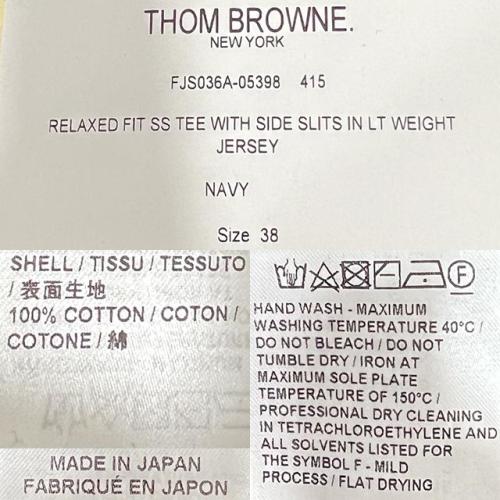 THOM BROWNE.
NEW YORK
FJS036A-05398 415
RELAXED FIT SS TEE WITH SIDE SLITS IN LT WEIGHT
JERSEY
NAVY
Size 38
SHELL / TISSU / TESSUTO
/ 表面生地
100% COTTON / COTON /
COTONE / 綿
MADE IN JAPAN
FABRIQUÉ EN JAPON
F
HAND WASH - MAXIMUM
WASHING TEMPERATURE 40°C /
DO NOT BLEACH / DO NOT
TUMBLE DRY / IRON AT
MAXIMUM SOLE PLATE
TEMPERATURE OF 150°C /
PROFESSIONAL DRY CLEANING
IN TETRACHLOROETHYLENE AND
ALL SOLVENTS LISTED FOR
THE SYMBOL F - MILD
PROCESS / FLAT DRYING